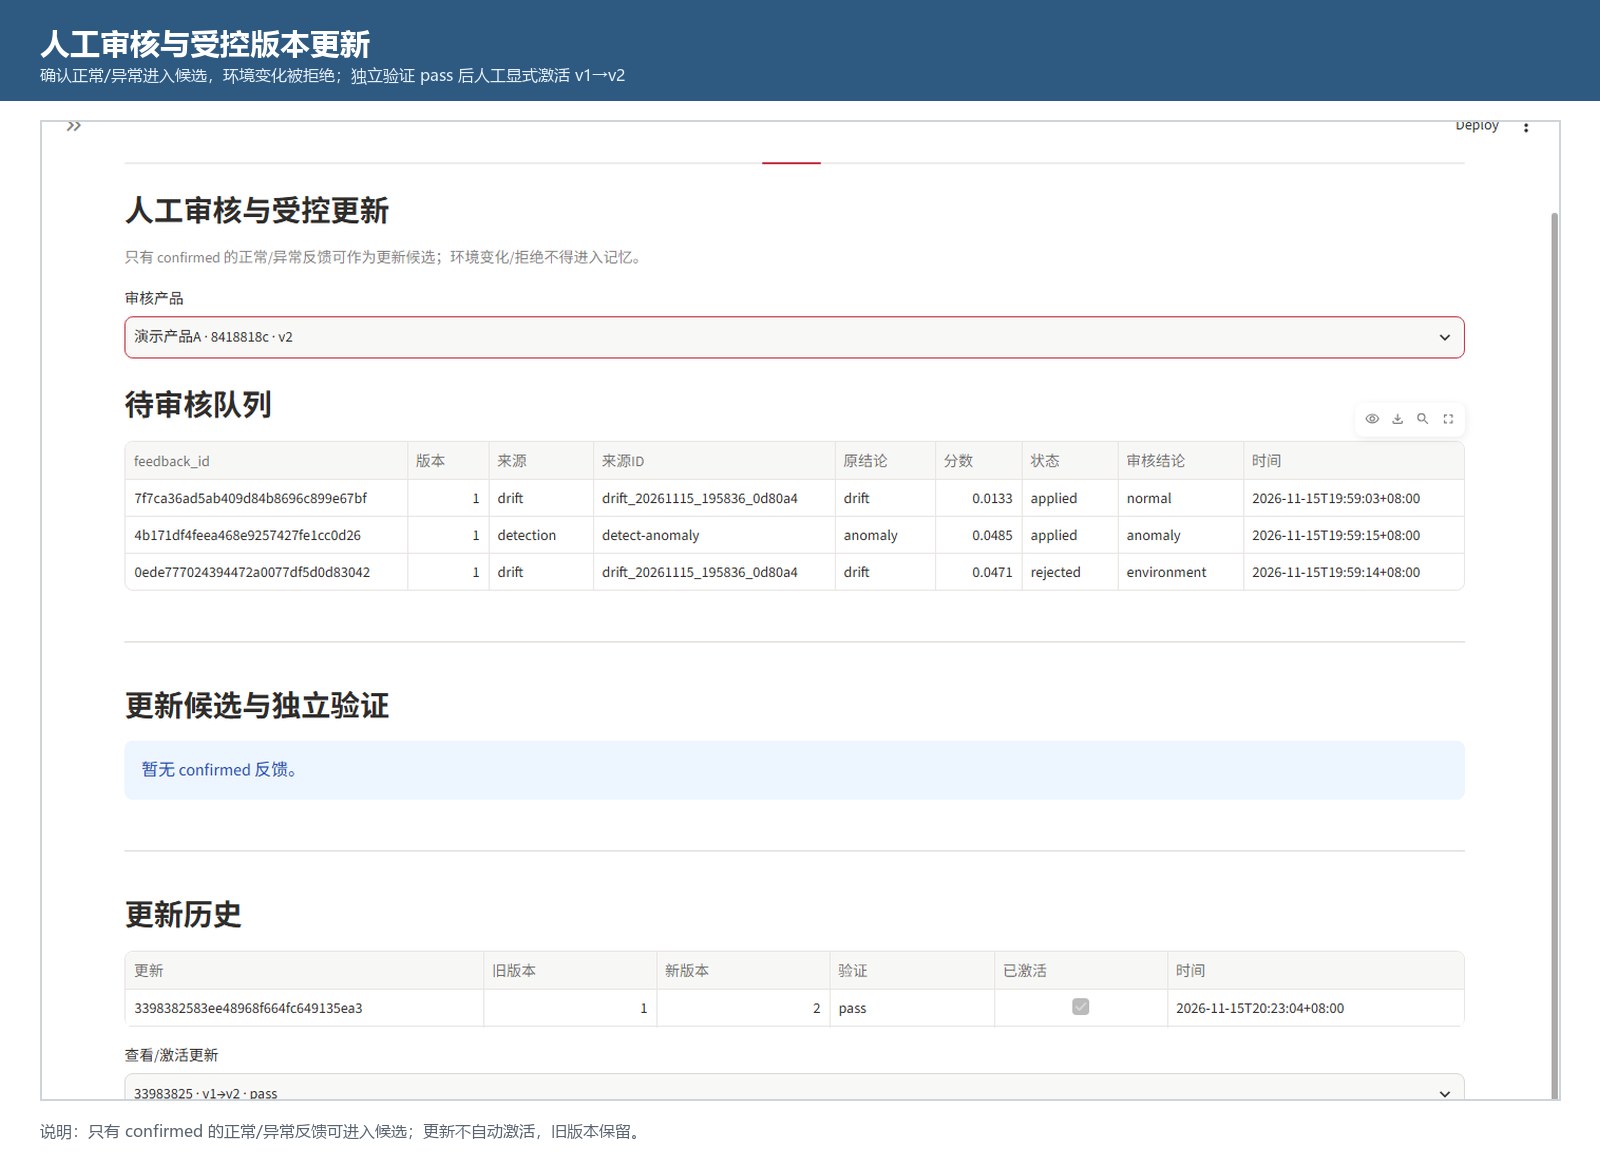 人工审核与受控版本更新
确认正常/异常进入候选，环境变化被拒绝；独立验证 pass 后人工显式激活 v1→v2
Deploy
人工审核与受控更新
只有 confirmed 的正常/异常反馈可作为更新候选；环境变化/拒绝不得进入记忆。
审核产品
演示产品A · 8418818c · v2
待审核队列
feedback_id 版本 来源 来源ID 原结论 分数 状态 审核结论 时间
7f7ca36ad5ab409d84b8696c899e67bf 1 drift drift_20261115_195836_0d80a4 drift 0.0133 applied normal 2026-11-15T19:59:03+08:00
4b171df4feea468e9257427fe1cc0d26 1 detection detect-anomaly anomaly 0.0485 applied anomaly 2026-11-15T19:59:15+08:00
0ede777024394472a0077df5d0d83042 1 drift drift_20261115_195836_0d80a4 drift 0.0471 rejected environment 2026-11-15T19:59:14+08:00
更新候选与独立验证
暂无 confirmed 反馈。
更新历史
更新 旧版本 新版本 验证 已激活 时间
3398382583ee48968f664fc649135ea3 1 2 pass 2026-11-15T20:23:04+08:00
查看/激活更新
33983825 · v1→v2 · pass
说明：只有 confirmed 的正常/异常反馈可进入候选；更新不自动激活，旧版本保留。